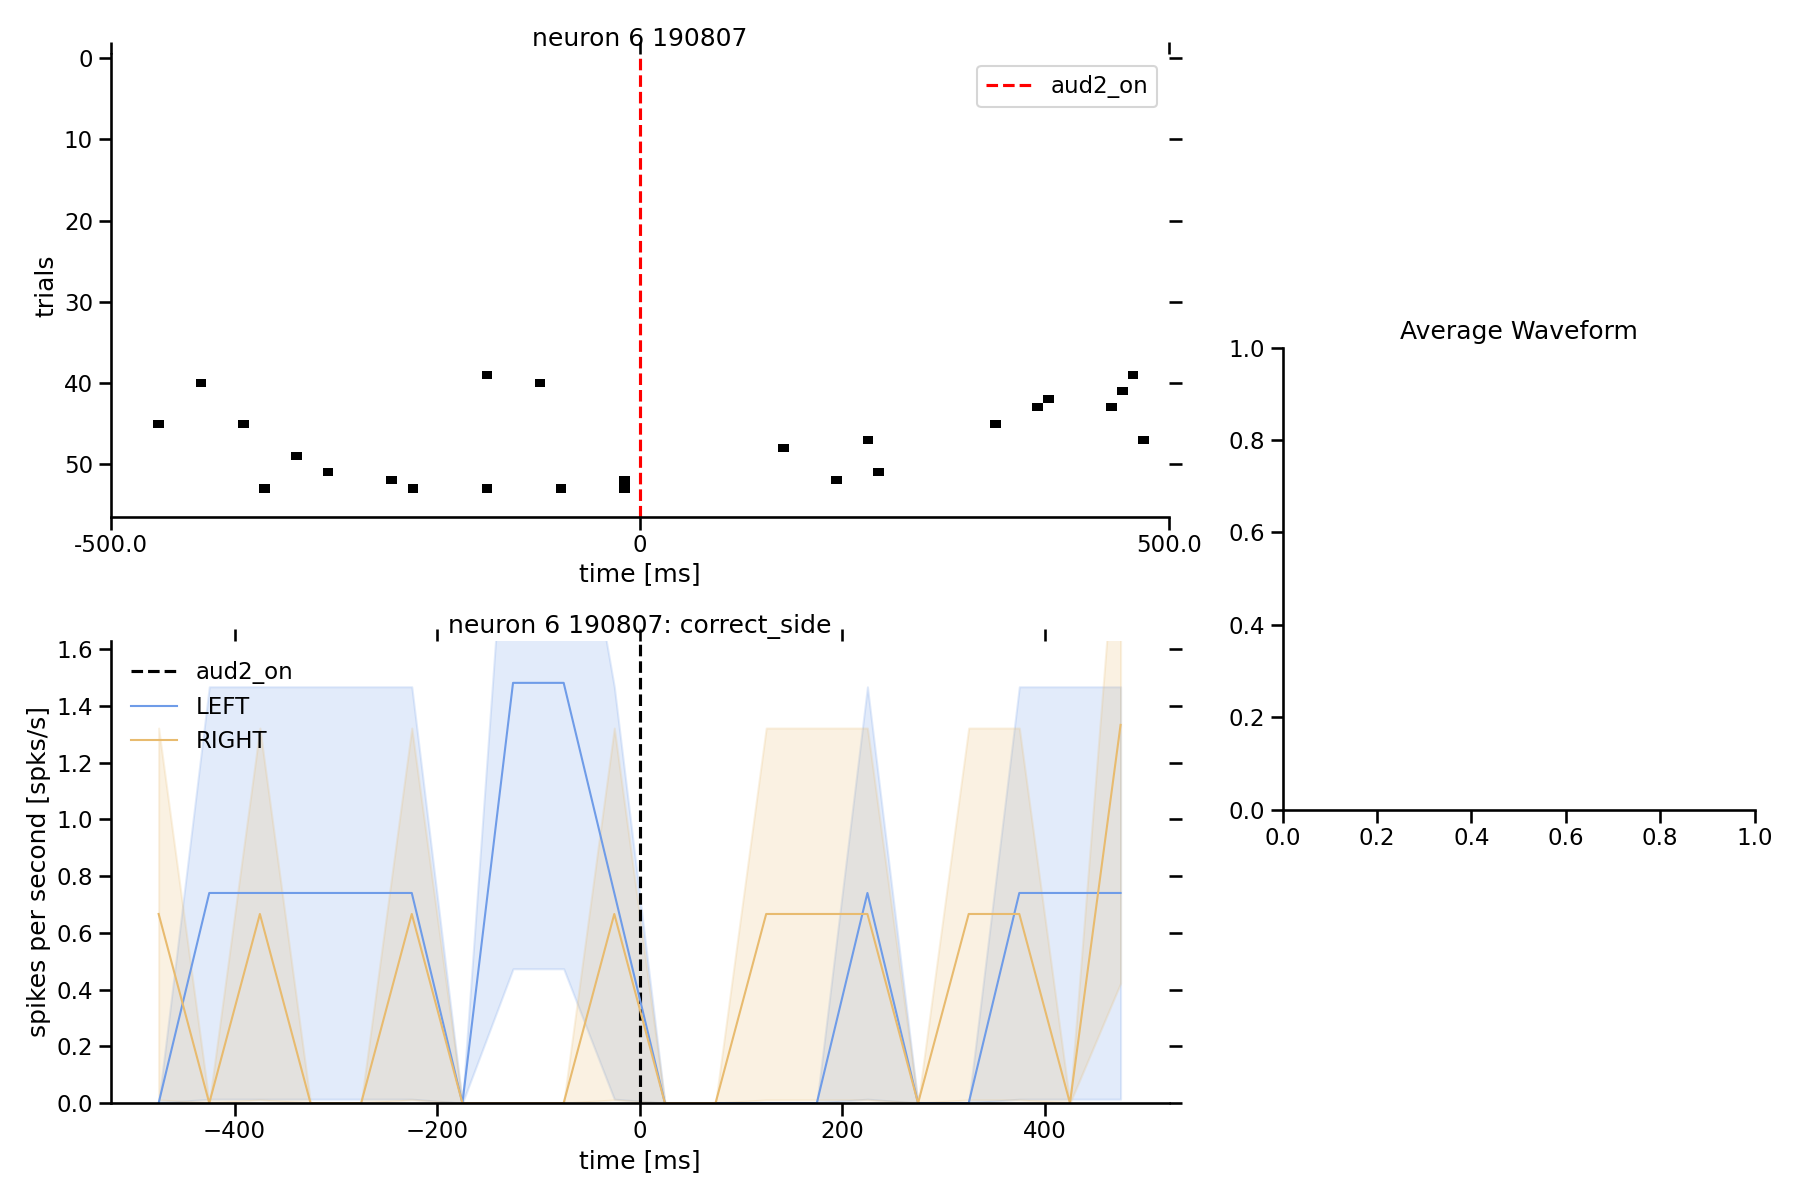 neuron 6 190807
0
10
20
30
40
50
trials
aud2_on
-500.0
0
500.0
time [ms]
Average Waveform
1.0
0.8
0.6
0.4
0.2
0.0
0.0 0.2 0.4 0.6 0.8 1.0
neuron 6 190807: correct_side
1.6
1.4
1.2
1.0
0.8
0.6
0.4
0.2
0.0
spikes per second [spks/s]
aud2_on
LEFT
RIGHT
−400 −200 0 200 400
time [ms]